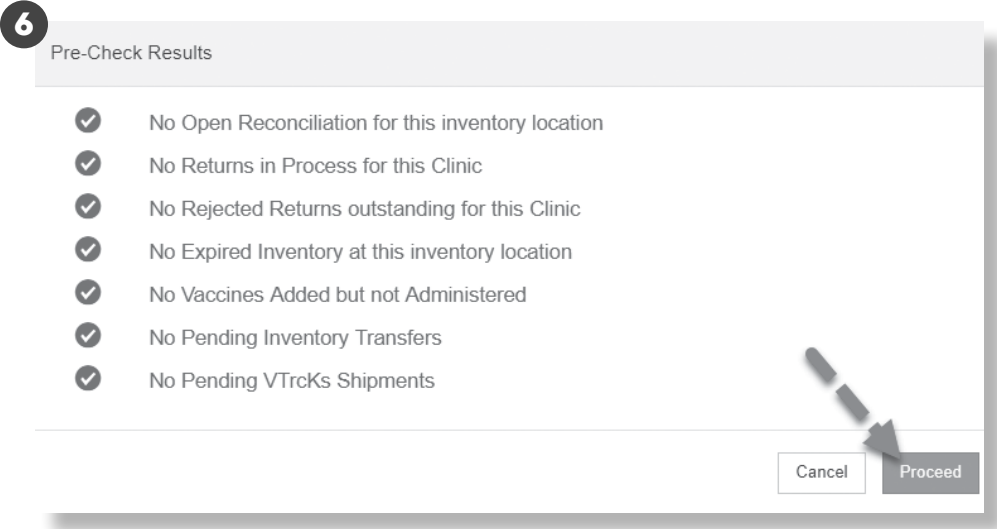 6
Pre-Check Results
No Open Reconciliation for this inventory location
No Returns in Process for this Clinic
No Rejected Returns outstanding for this Clinic
No Expired Inventory at this inventory location
No Vaccines Added but not Administered
No Pending Inventory Transfers
No Pending VTrcKs Shipments
Cancel Proceed